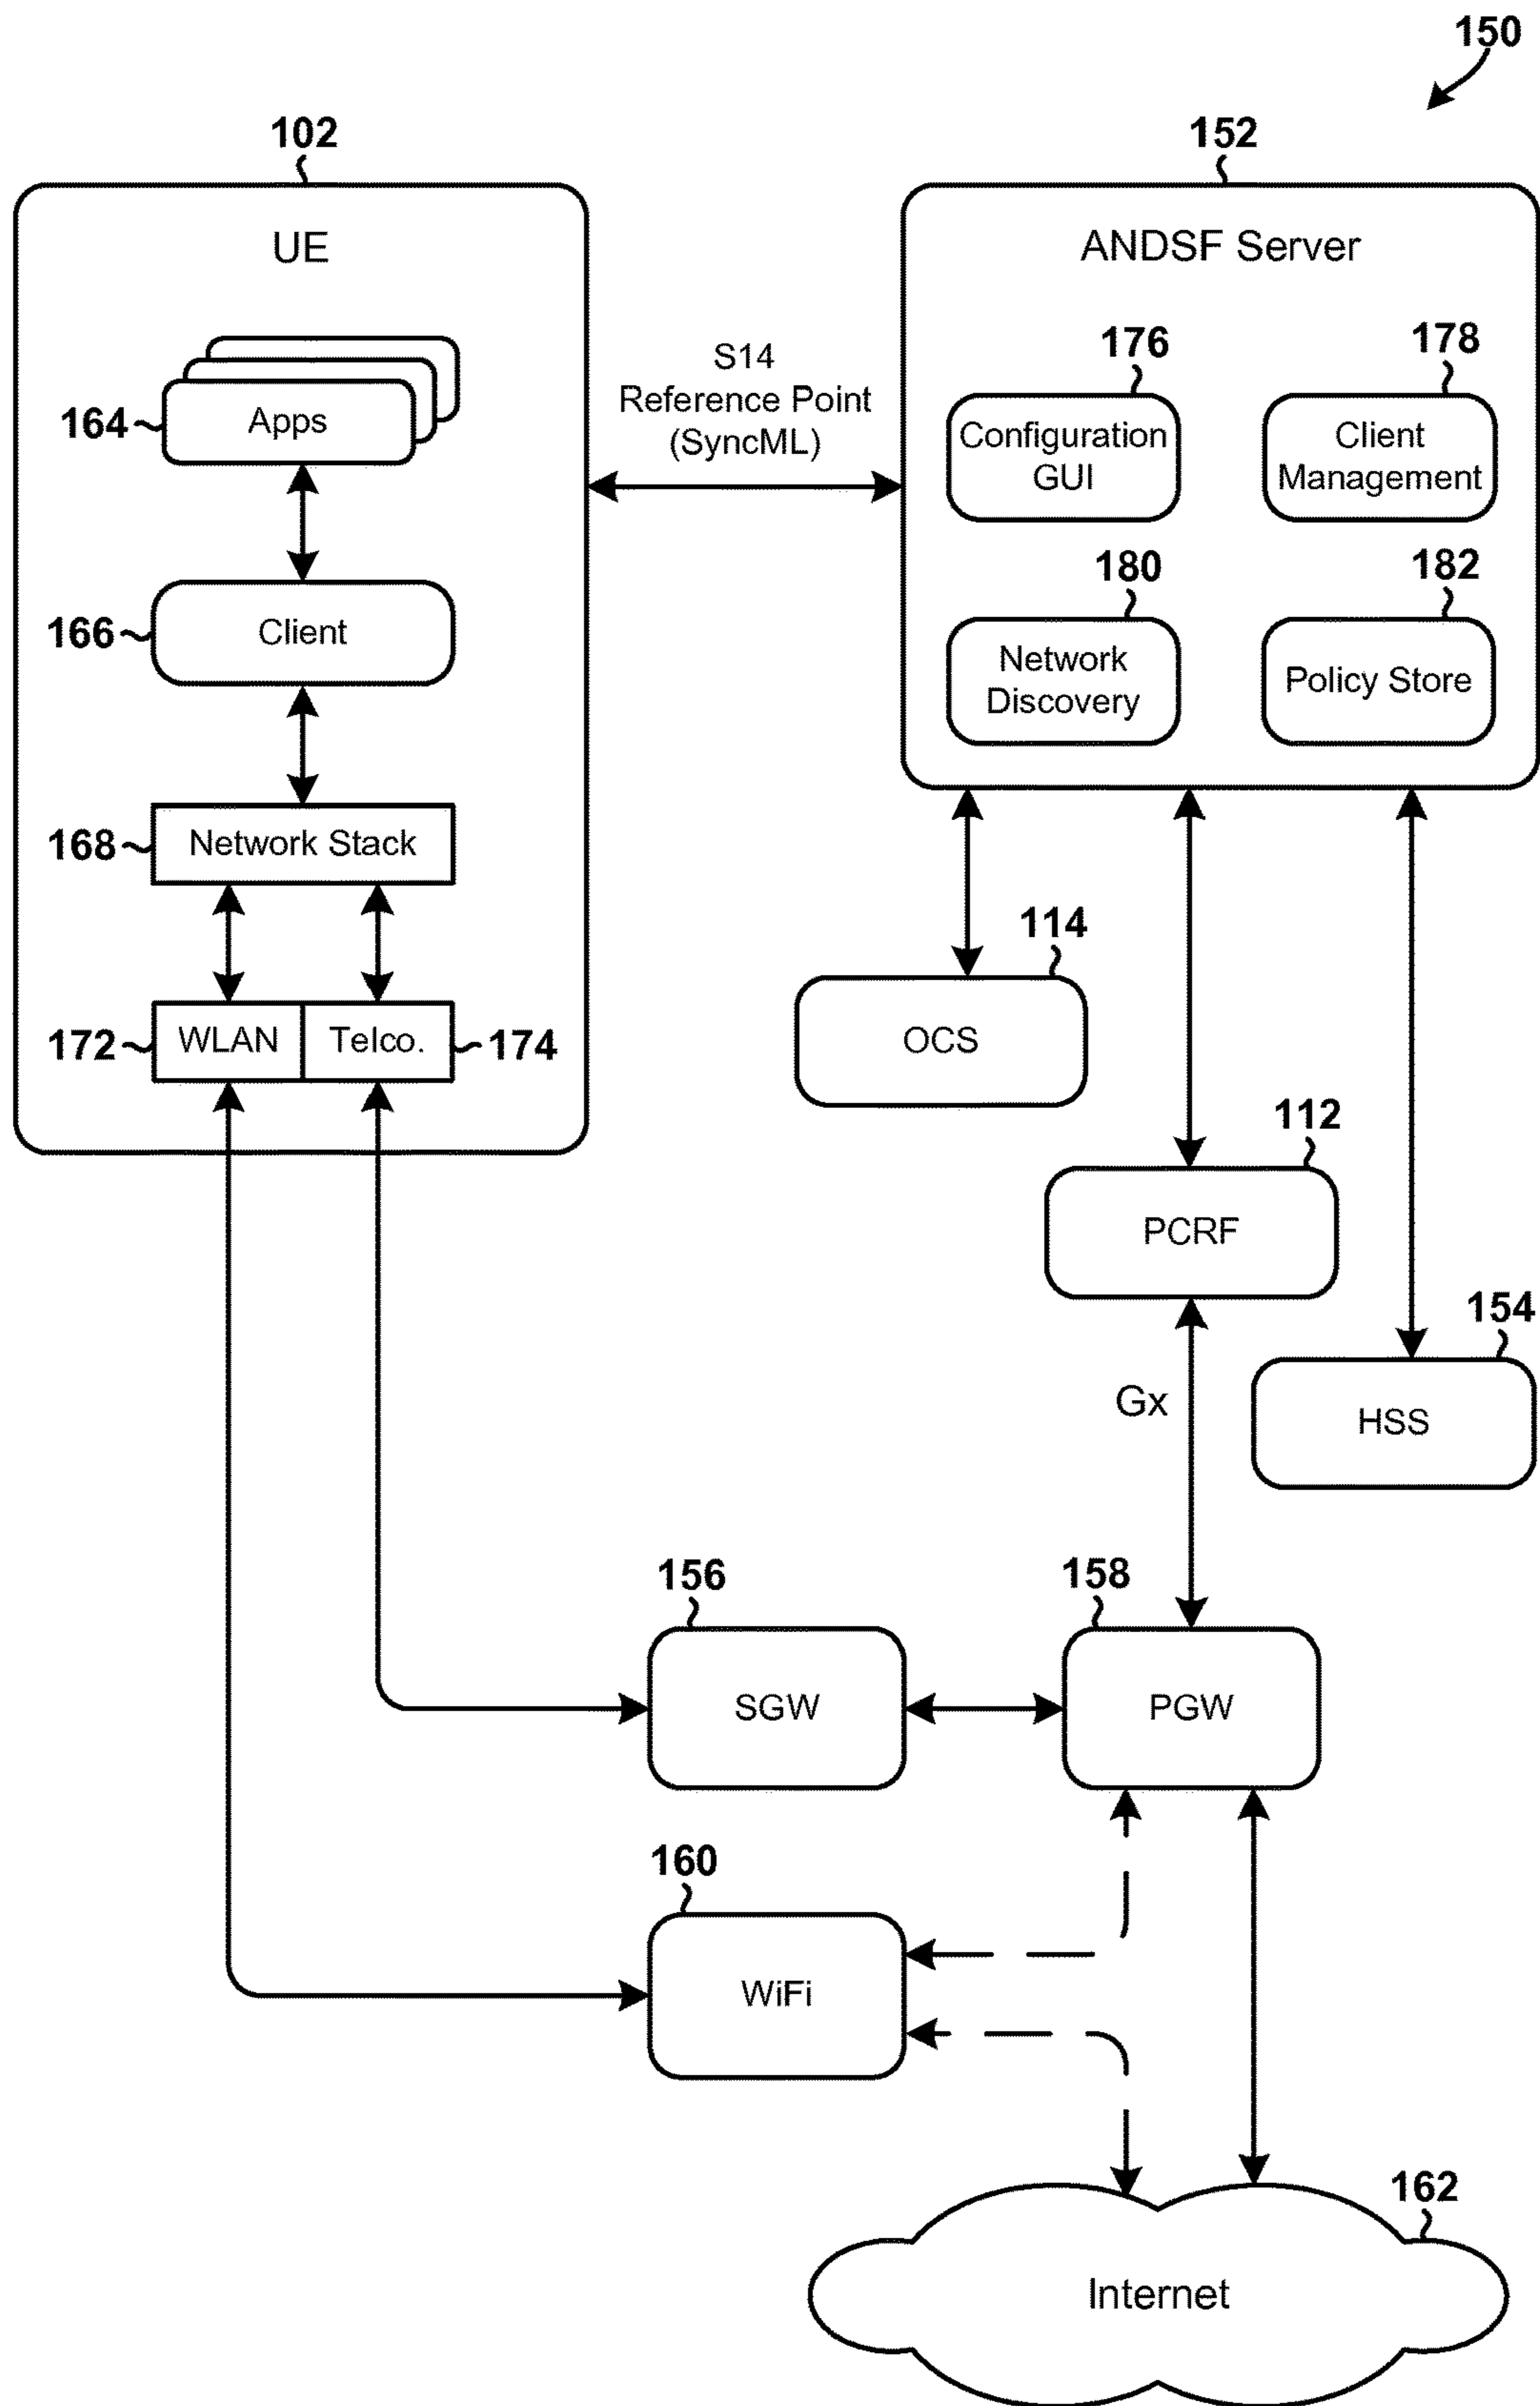 150
102
152
UE
ANDSF Server
S14
Reference Point
(SyncML)
176
178
164
Apps
Configuration
GUI
Client
Management
180
182
166
Client
Network
Discovery
Policy Store
168
Network Stack
114
172
WLAN
Telco.
174
OCS
112
PCRF
154
Gx
HSS
156
158
SGW
PGW
160
WiFi
162
Internet